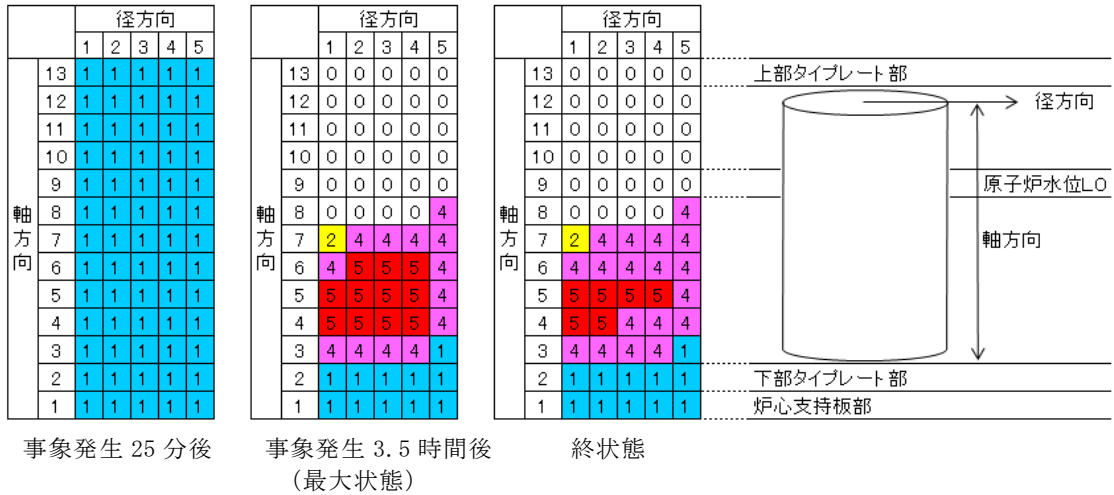 径方向
1 2 3 4 5
軸方向
13 1 1 1 1 1
12 1 1 1 1 1
11 1 1 1 1 1
10 1 1 1 1 1
9 1 1 1 1 1
8 1 1 1 1 1
7 1 1 1 1 1
6 1 1 1 1 1
5 1 1 1 1 1
4 1 1 1 1 1
3 1 1 1 1 1
2 1 1 1 1 1
1 1 1 1 1 1
事象発生 25 分後
径方向
1 2 3 4 5
軸方向
13 0 0 0 0 0
12 0 0 0 0 0
11 0 0 0 0 0
10 0 0 0 0 0
9 0 0 0 0 0
8 0 0 0 0 4
7 2 4 4 4 4
6 4 5 5 5 4
5 5 5 5 5 4
4 5 5 5 5 4
3 4 4 4 4 1
2 1 1 1 1 1
1 1 1 1 1 1
事象発生 3.5 時間後
（最大状態）
径方向
1 2 3 4 5
軸方向
13 0 0 0 0 0
12 0 0 0 0 0
11 0 0 0 0 0
10 0 0 0 0 0
9 0 0 0 0 0
8 0 0 0 0 4
7 2 4 4 4 4
6 4 4 4 4 4
5 5 5 5 5 4
4 5 5 4 4 4
3 4 4 4 4 1
2 1 1 1 1 1
1 1 1 1 1 1
終状態
上部タイプレート部
径方向
原子炉水位L0
軸方向
下部タイプレート部
炉心支持板部